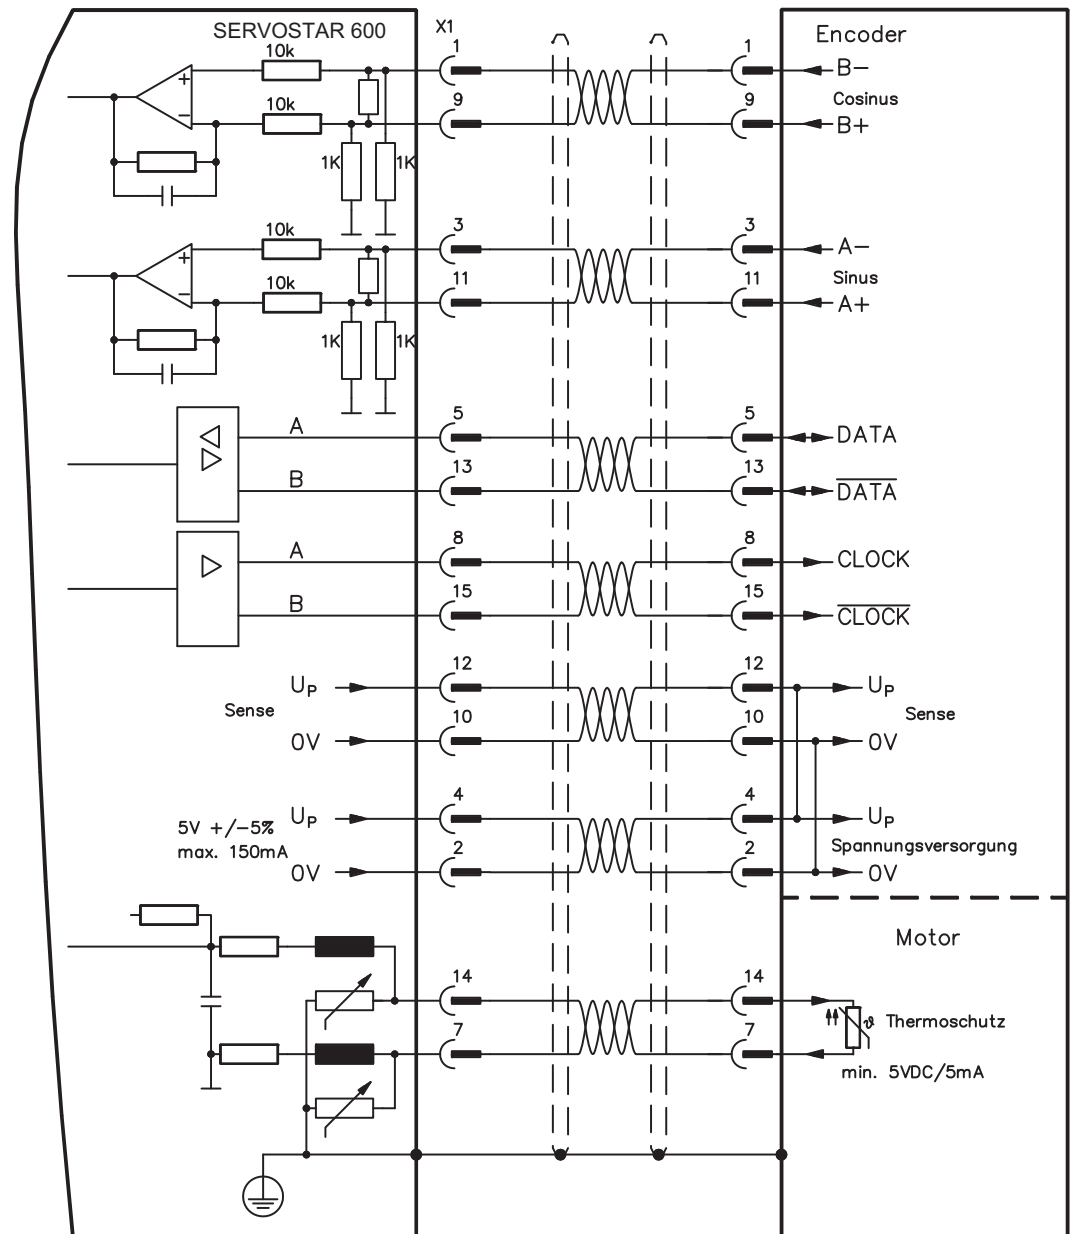 SERVOSTAR 600
X1
Encoder
10k
1
1
B−
Cosinus
10k
9
9
B+
1K
1K
10k
3
3
A−
Sinus
10k
11
11
A+
1K
1K
A
5
5
DATA
B
13
13
DATA
A
8
8
CLOCK
B
15
15
CLOCK
UP
12
12
UP
Sense
Sense
0V
10
10
0V
5V +/−5%
max. 150mA
UP
4
4
UP
Spannungsversorgung
0V
2
2
0V
Motor
14
14
ϑ
Thermoschutz
7
7
min. 5VDC/5mA